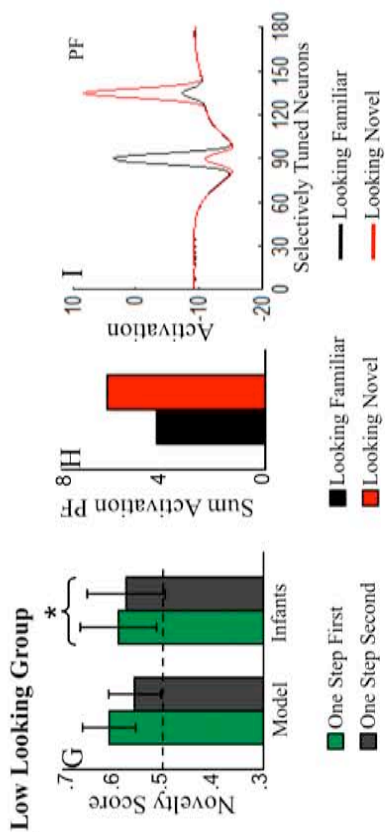 Low Looking Group
G
Novelty Score
.7
.6
.5
.4
.3
*
Model
Infants
One Step First
One Step Second
H
Sum Activation PF
8
4
0
Looking Familiar
Looking Novel
I
PF
Activation
10
0
-10
-20
0 30 60 90 120 150 180
Selectively Tuned Neurons
Looking Familiar
Looking Novel